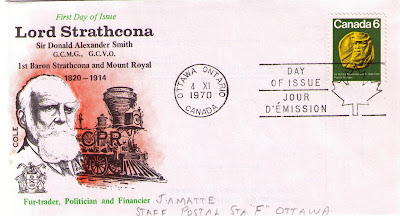 First Day of Issue
Lord Strathcona
Sir Donald Alexander Smith
G.C.M.G., G.C.V.O.
1st Baron Strathcona and Mount Royal
1820 – 1914
COLE
CPR
Fur-trader, Politician and Financier
Canada 6
OTTAWA ONTARIO
4 XI
1970
CANADA
DAY
OF ISSUE
JOUR
D'ÉMISSION
J. AMATTE
STAFF POSTAL STA "F" OTTAWA